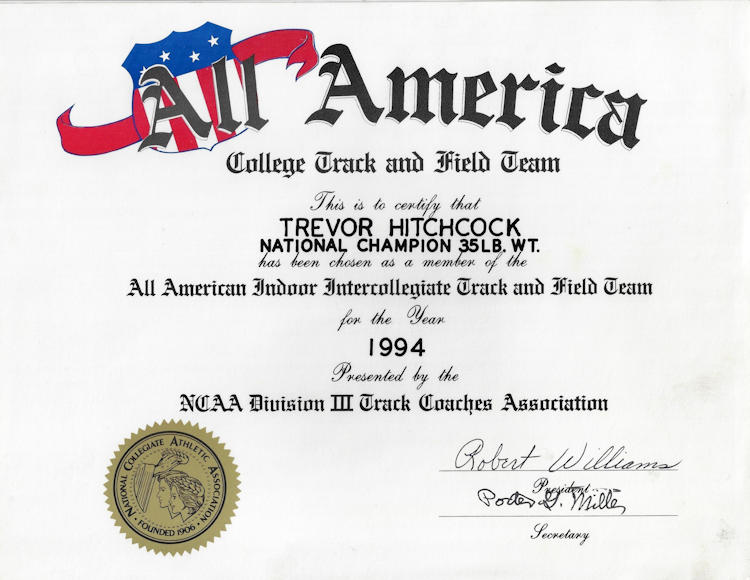 All America
College Track and Field Team
This is to certify that
TREVOR HITCHCOCK
NATIONAL CHAMPION 35LB. WT.
has been chosen as a member of the
All American Indoor Intercollegiate Track and Field Team
for the Year
1994
Presented by the
NCAA Division III Track Coaches Association
NATIONAL COLLEGIATE ATHLETIC ASSOCIATION
· FOUNDED 1906 ·
Robert Williams
President
Porter G. Miller
Secretary